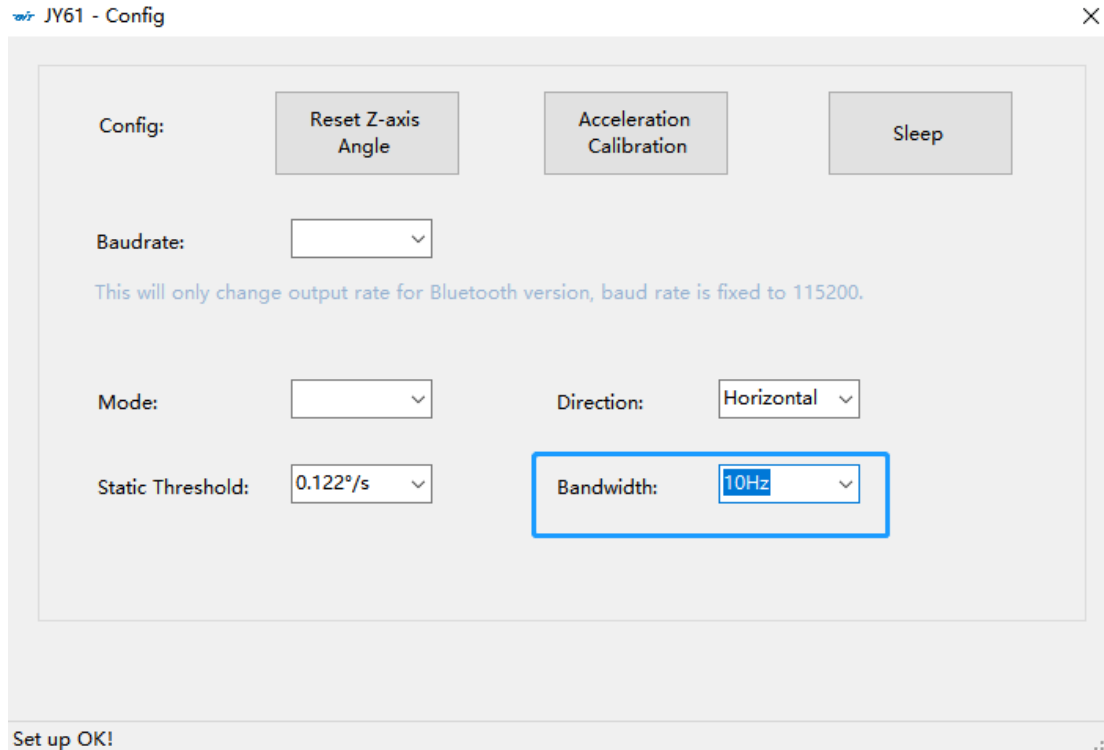 JY61 - Config
Config:
Reset Z-axis
Angle
Acceleration
Calibration
Sleep
Baudrate:
This will only change output rate for Bluetooth version, baud rate is fixed to 115200.
Mode:
Direction:
Horizontal
Static Threshold:
0.122°/s
Bandwidth:
10Hz
Set up OK!